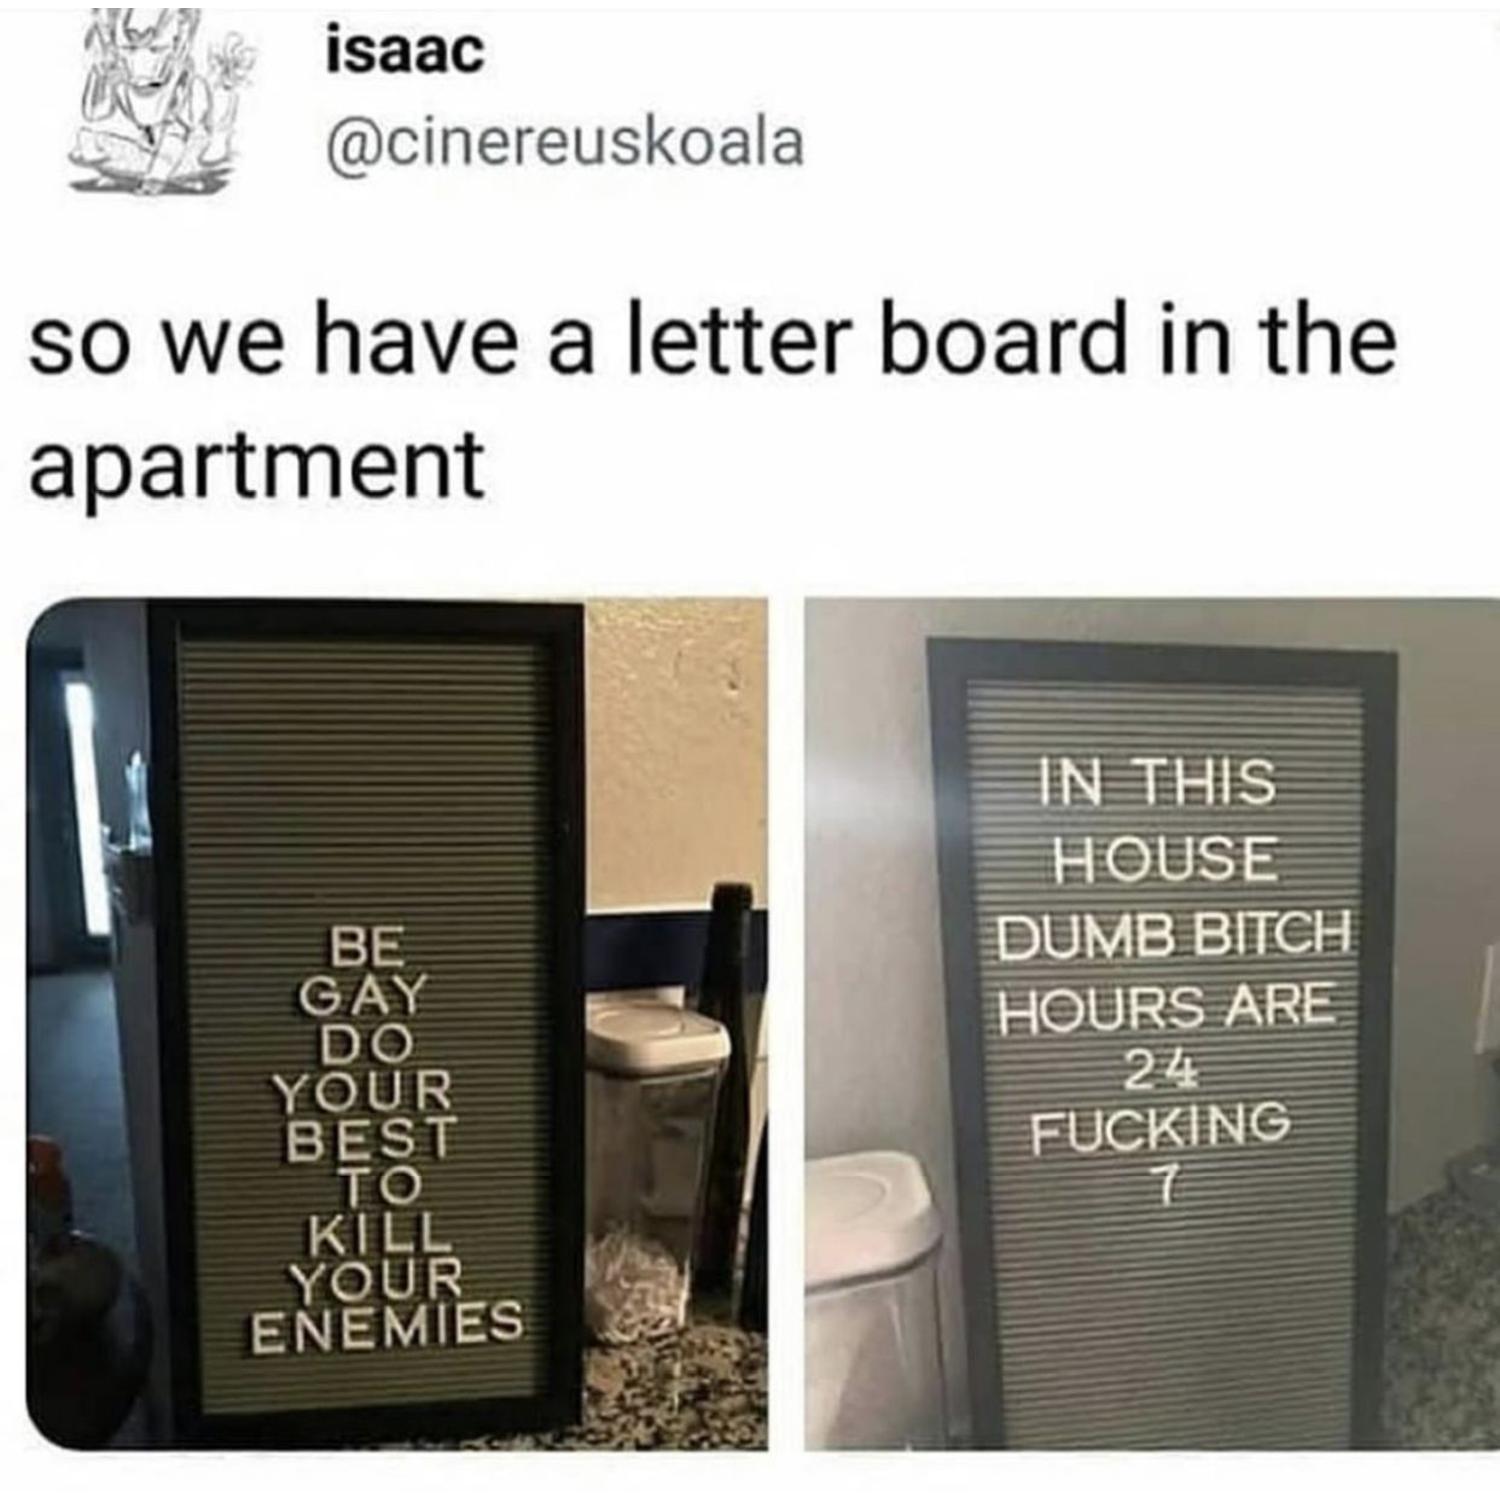 isaac
@cinereuskoala
so we have a letter board in the
apartment
BE
GAY
DO
YOUR
BEST
TO
KILL
YOUR
ENEMIES
IN THIS
HOUSE
DUMB BITCH
HOURS ARE
24
FUCKING
7